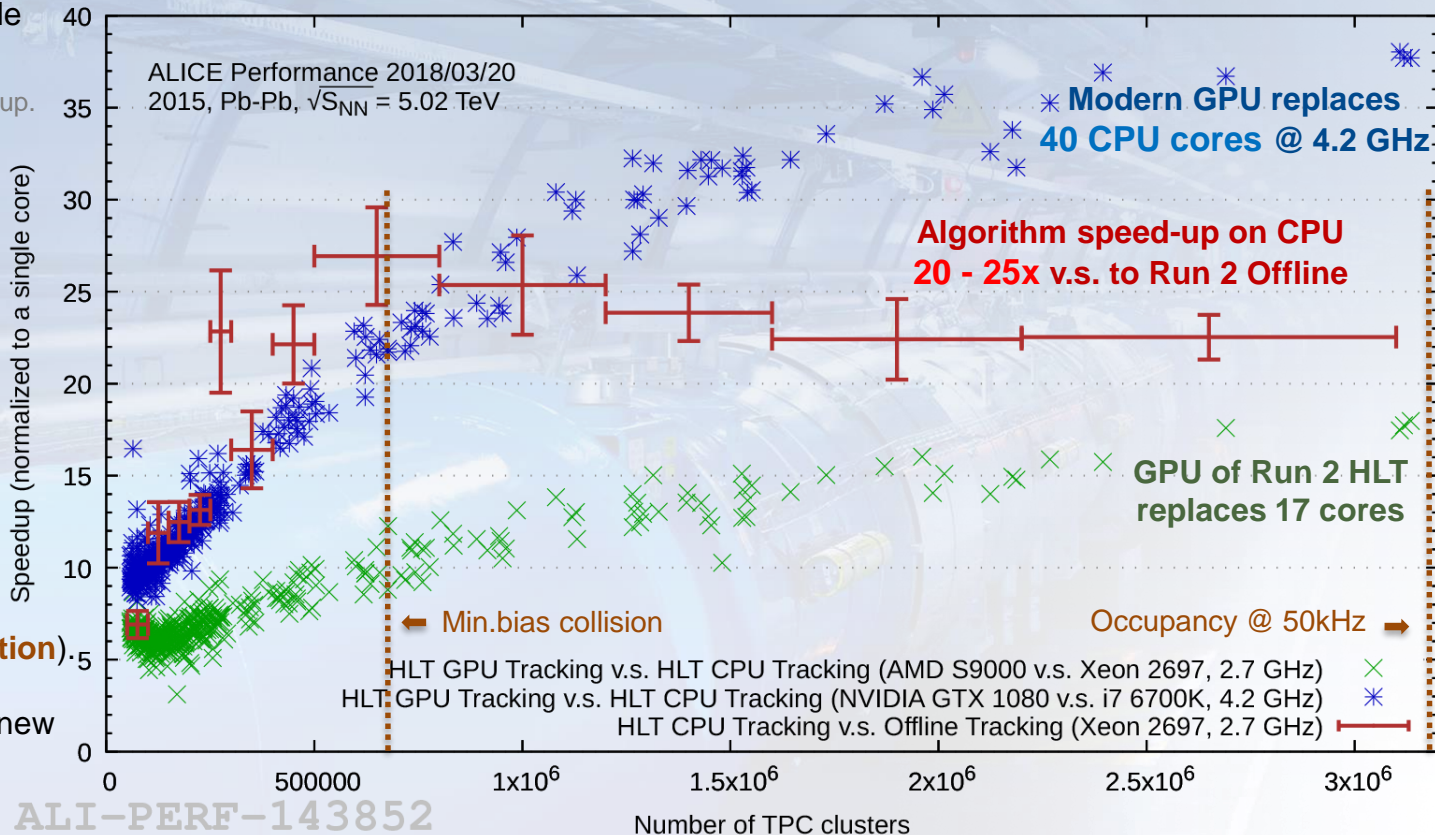 le
up.
tion).
new
40
35
30
25
20
15
10
5
0
Speedup (normalized to a single core)
ALICE Performance 2018/03/20
2015, Pb-Pb, √S_NN = 5.02 TeV
Modern GPU replaces
40 CPU cores @ 4.2 GHz
Algorithm speed-up on CPU
20 - 25x v.s. to Run 2 Offline
GPU of Run 2 HLT
replaces 17 cores
← Min.bias collision
Occupancy @ 50kHz →
HLT GPU Tracking v.s. HLT CPU Tracking (AMD S9000 v.s. Xeon 2697, 2.7 GHz)
HLT GPU Tracking v.s. HLT CPU Tracking (NVIDIA GTX 1080 v.s. i7 6700K, 4.2 GHz)
HLT CPU Tracking v.s. Offline Tracking (Xeon 2697, 2.7 GHz)
0 500000 1x10⁶ 1.5x10⁶ 2x10⁶ 2.5x10⁶ 3x10⁶
Number of TPC clusters
ALI-PERF-143852